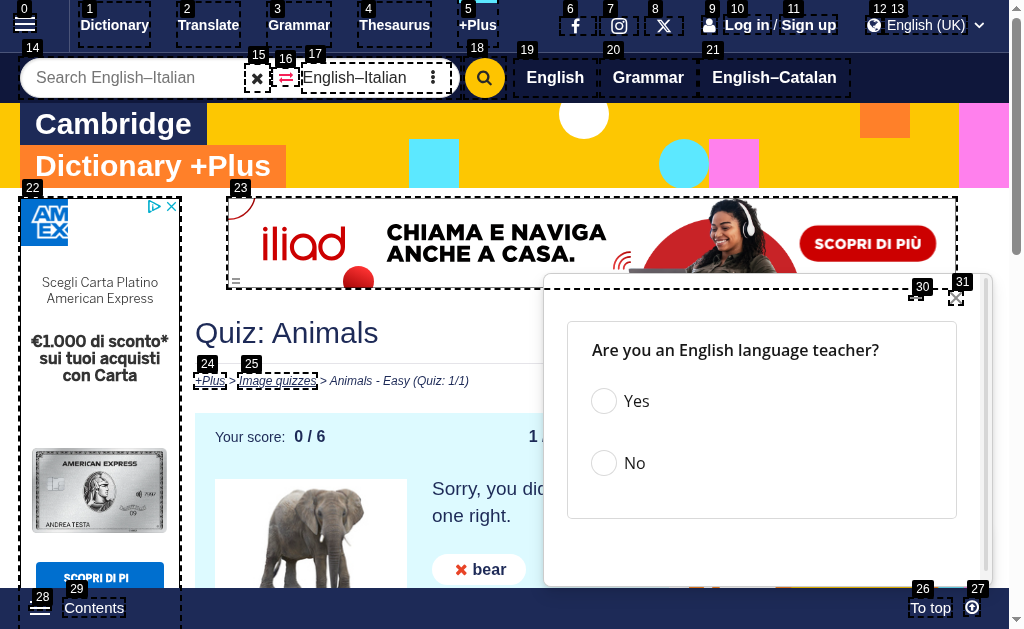 0
1
2
3
4
5
6
7
8
9
10
11
12
13
Dictionary
Translate
Grammar
Thesaurus
+Plus
Log in / Sign up
English (UK)
14
15
16
17
18
19
20
21
Search English–Italian
English–Italian
English
Grammar
English–Catalan
Cambridge
Dictionary +Plus
22
23
AM
EX
Scegli Carta Platino
American Express
€1.000 di sconto*
sui tuoi acquisti
con Carta
AMERICAN EXPRESS
ANDREA TESTA
SCOPRI DI PI
iliad
CHIAMA E NAVIGA
ANCHE A CASA.
SCOPRI DI PIÙ
30
31
Quiz: Animals
24
25
+Plus > Image quizzes > Animals - Easy (Quiz: 1/1)
Your score: 0 / 6
1 /
Sorry, you did
one right.
bear
Are you an English language teacher?
Yes
No
28
29
26
27
Contents
To top